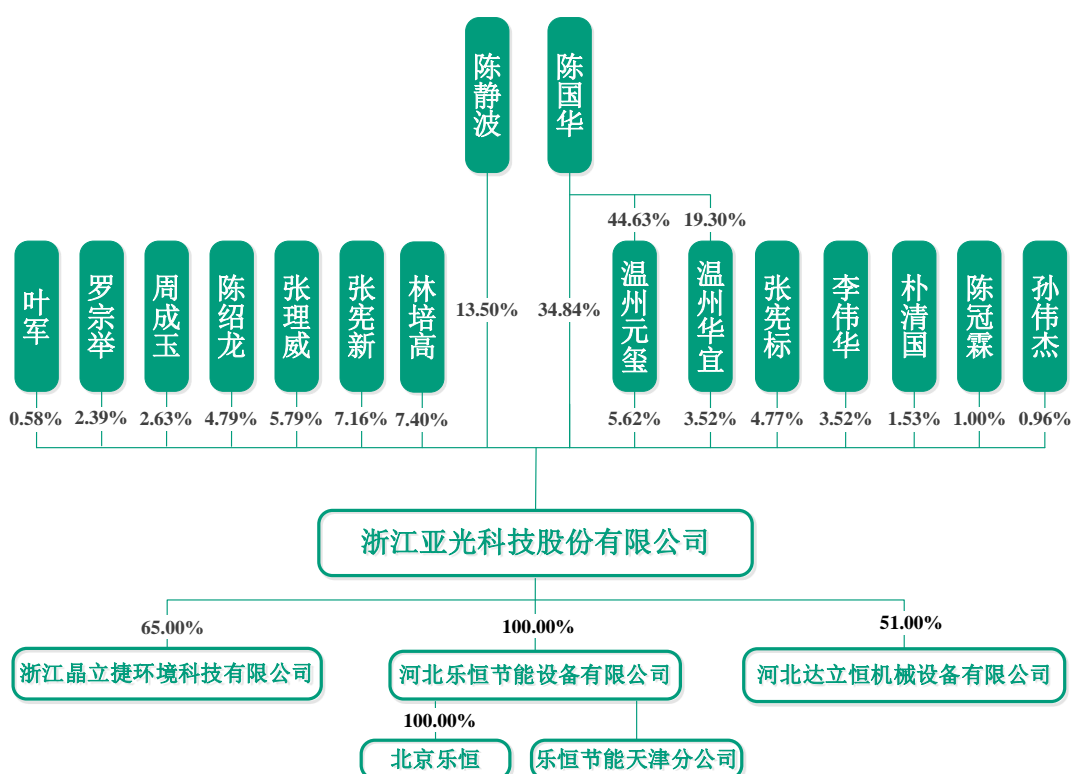 陈静波
陈国华
44.63%
19.30%
叶军
罗宗举
周成玉
陈绍龙
张理威
张宪新
林培高
13.50%
34.84%
温州元玺
温州华宜
张宪标
李伟华
朴清国
陈冠霖
孙伟杰
0.58%
2.39%
2.63%
4.79%
5.79%
7.16%
7.40%
5.62%
3.52%
4.77%
3.52%
1.53%
1.00%
0.96%
浙江亚光科技股份有限公司
65.00%
100.00%
51.00%
浙江晶立捷环境科技有限公司
河北乐恒节能设备有限公司
河北达立恒机械设备有限公司
100.00%
北京乐恒
乐恒节能天津分公司